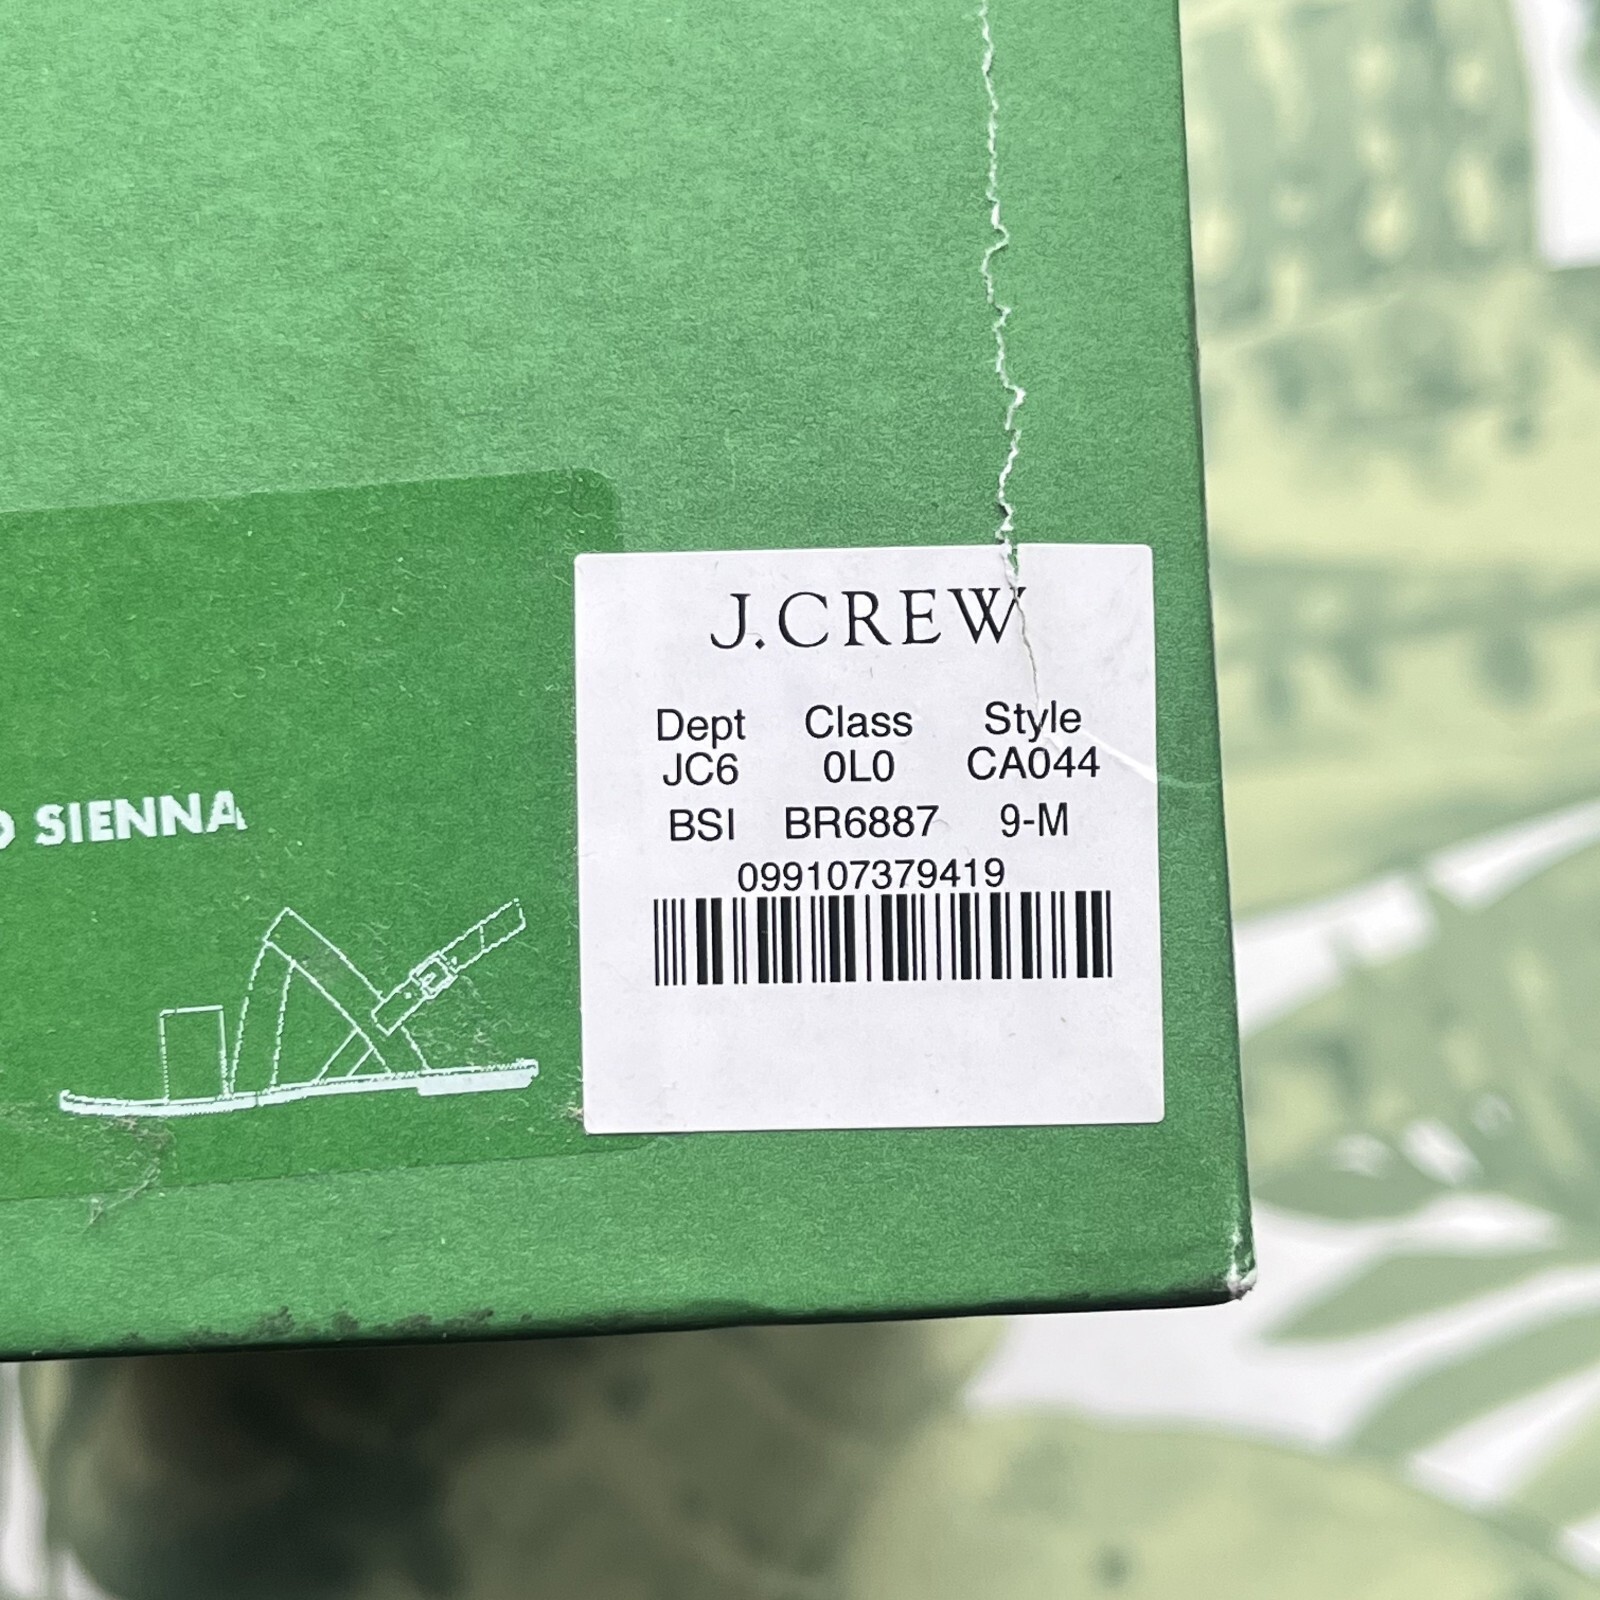 SIENNA
J.CREW
Dept Class Style
JC6 0L0 CA044
BSI BR6887 9-M
099107379419